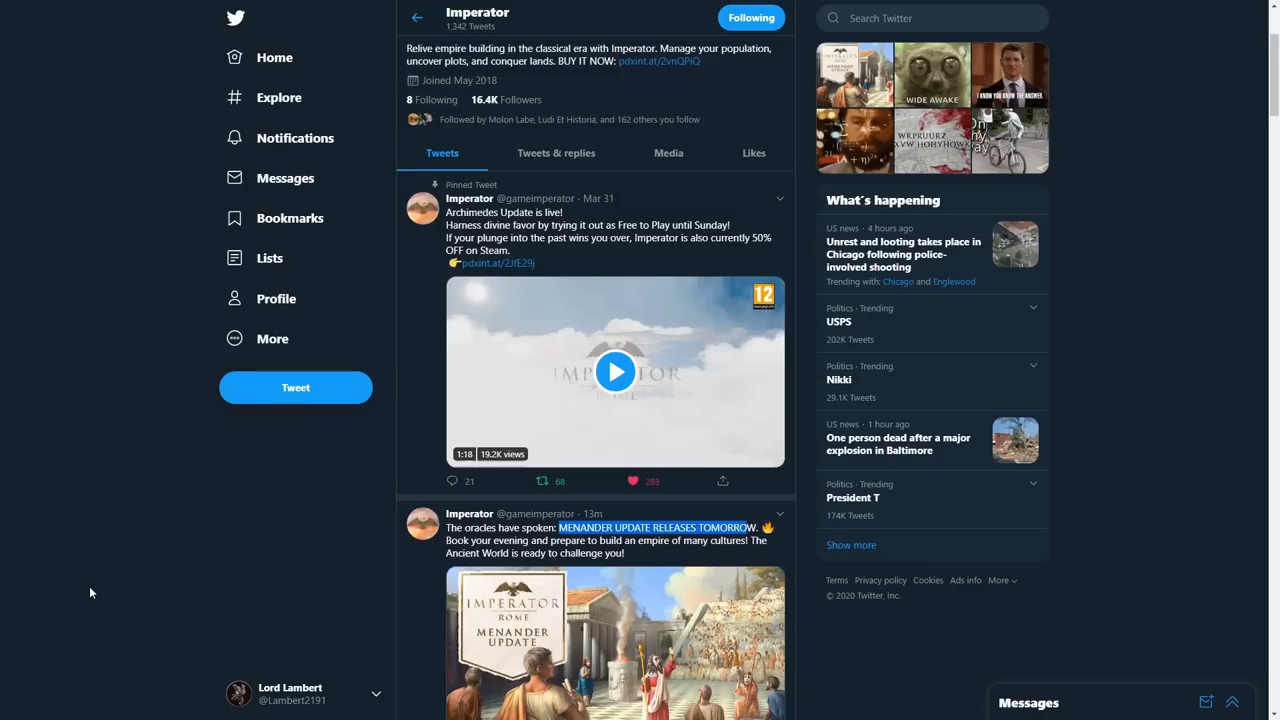 Home
Explore
Notifications
Messages
Bookmarks
Lists
Profile
More
Tweet
Lord Lambert
@Lambert2191
Imperator
1,342 Tweets
Following
Relive empire building in the classical era with Imperator. Manage your population,
uncover plots, and conquer lands. BUY IT NOW: pdxint.at/2vnQPiQ
Joined May 2018
8 Following 16.4K Followers
Followed by Molon Labe, Ludi Et Historia, and 162 others you follow
Tweets Tweets & replies Media Likes
Pinned Tweet
Imperator @gameimperator · Mar 31
Archimedes Update is live!
Harness divine favor by trying it out as Free to Play until Sunday!
If your plunge into the past wins you over, Imperator is also currently 50%
OFF on Steam.
👉pdxint.at/2JfE29j
12
IMPERATOR
1:18 19.2K views
21 68 283
Imperator @gameimperator · 13m
The oracles have spoken: MENANDER UPDATE RELEASES TOMORROW. 🔥
Book your evening and prepare to build an empire of many cultures! The
Ancient World is ready to challenge you!
IMPERATOR
ROME
MENANDER
UPDATE
Search Twitter
IMPERATOR
MENANDER
UPDATE
WIDE AWAKE
I KNOW YOU KNOW THE ANSWER.
WRPRUURZ.
XVW HOHYHOWK
What's happening
US news · 4 hours ago
Unrest and looting takes place in
Chicago following police-
involved shooting
Trending with: Chicago and Englewood
Politics · Trending
USPS
202K Tweets
Politics · Trending
Nikki
29.1K Tweets
US news · 1 hour ago
One person dead after a major
explosion in Baltimore
Politics · Trending
President T
174K Tweets
Show more
Terms Privacy policy Cookies Ads info More
© 2020 Twitter, Inc.
Messages